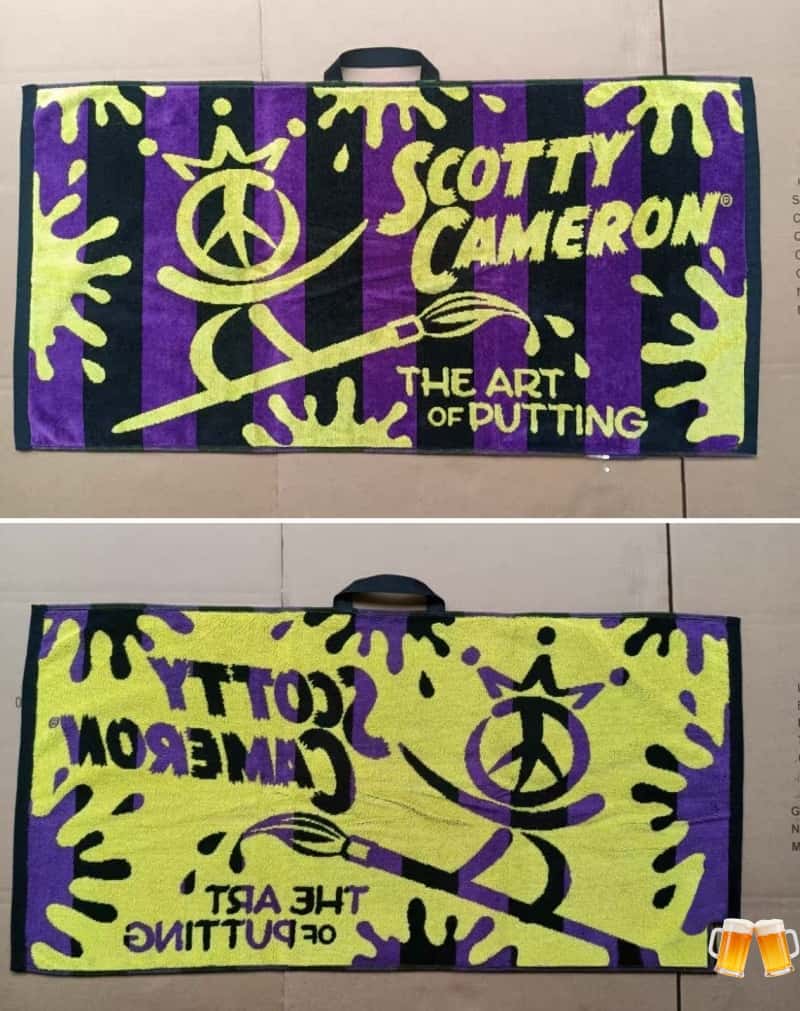 SCOTTY
CAMERON®
THE ART
OF PUTTING
SCOTTY
CAMERON®
THE ART
OF PUTTING